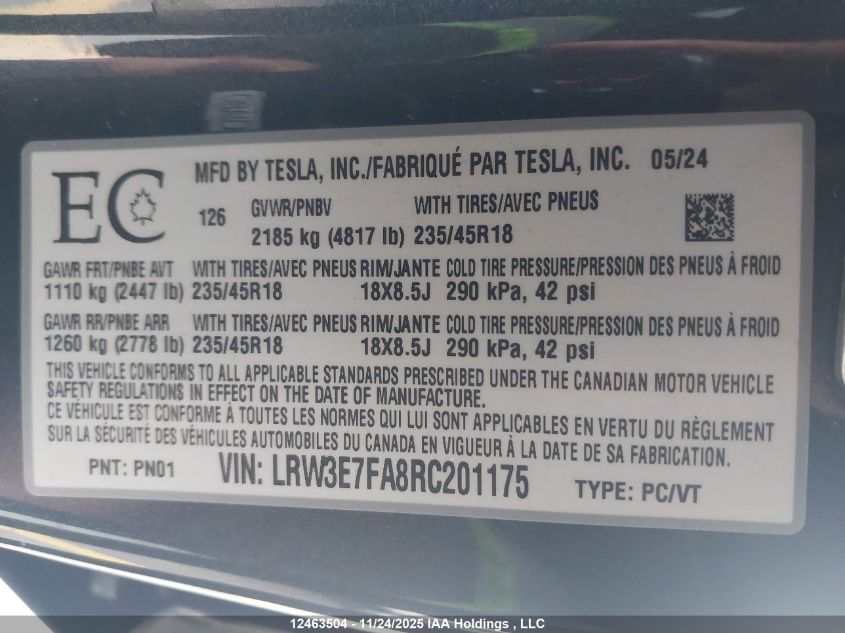 EC
MFD BY TESLA, INC./FABRIQUÉ PAR TESLA, INC. 05/24
126
GVWR/PNBV WITH TIRES/AVEC PNEUS
2185 kg (4817 lb) 235/45R18
GAWR FRT/PNBE AVT WITH TIRES/AVEC PNEUS RIM/JANTE COLD TIRE PRESSURE/PRESSION DES PNEUS À FROID
1110 kg (2447 lb) 235/45R18 18X8.5J 290 kPa, 42 psi
GAWR RR/PNBE ARR WITH TIRES/AVEC PNEUS RIM/JANTE COLD TIRE PRESSURE/PRESSION DES PNEUS À FROID
1260 kg (2778 lb) 235/45R18 18X8.5J 290 kPa, 42 psi
THIS VEHICLE CONFORMS TO ALL APPLICABLE STANDARDS PRESCRIBED UNDER THE CANADIAN MOTOR VEHICLE
SAFETY REGULATIONS IN EFFECT ON THE DATE OF MANUFACTURE.
CE VÉHICULE EST CONFORME À TOUTES LES NORMES QUI LUI SONT APPLICABLES EN VERTU DU RÈGLEMENT
SUR LA SÉCURITÉ DES VÉHICULES AUTOMOBILES DU CANADA EN VIGUEUR À LA DATE DE SA FABRICATION.
PNT: PN01 VIN: LRW3E7FA8RC201175 TYPE: PC/VT
12463504 - 11/24/2025 IAA Holdings , LLC